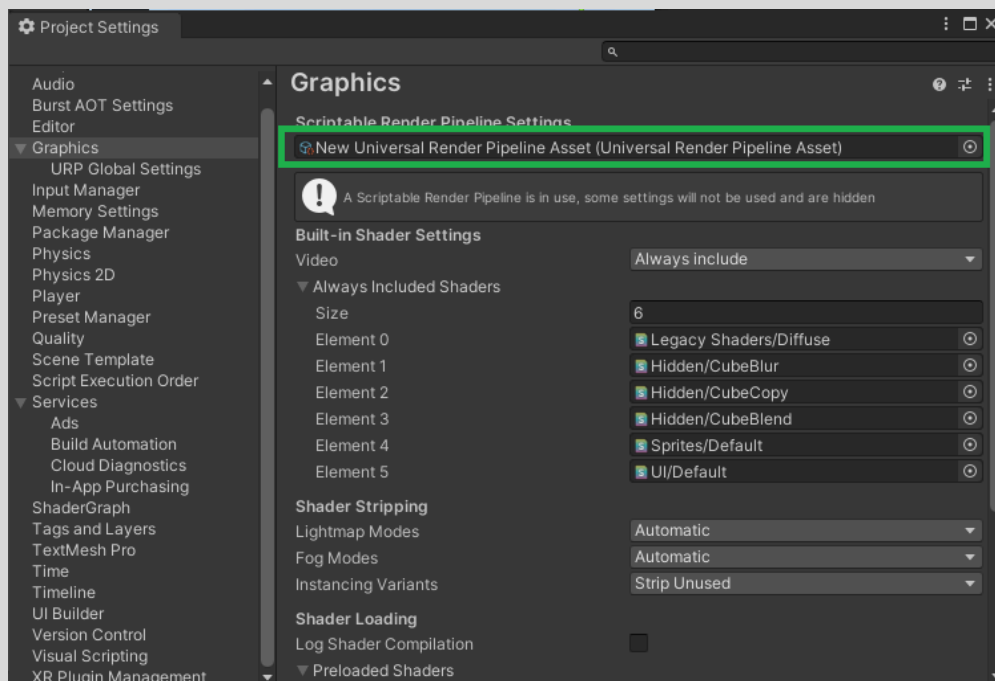 Project Settings
Audio
Burst AOT Settings
Editor
Graphics
URP Global Settings
Input Manager
Memory Settings
Package Manager
Physics
Physics 2D
Player
Preset Manager
Quality
Scene Template
Script Execution Order
Services
Ads
Build Automation
Cloud Diagnostics
In-App Purchasing
ShaderGraph
Tags and Layers
TextMesh Pro
Time
Timeline
UI Builder
Version Control
Visual Scripting
XR Plugin Management
Graphics
Scriptable Render Pipeline Settings
New Universal Render Pipeline Asset (Universal Render Pipeline Asset)
A Scriptable Render Pipeline is in use, some settings will not be used and are hidden
Built-in Shader Settings
Video Always include
Always Included Shaders
Size 6
Element 0 Legacy Shaders/Diffuse
Element 1 Hidden/CubeBlur
Element 2 Hidden/CubeCopy
Element 3 Hidden/CubeBlend
Element 4 Sprites/Default
Element 5 UI/Default
Shader Stripping
Lightmap Modes Automatic
Fog Modes Automatic
Instancing Variants Strip Unused
Shader Loading
Log Shader Compilation
Preloaded Shaders